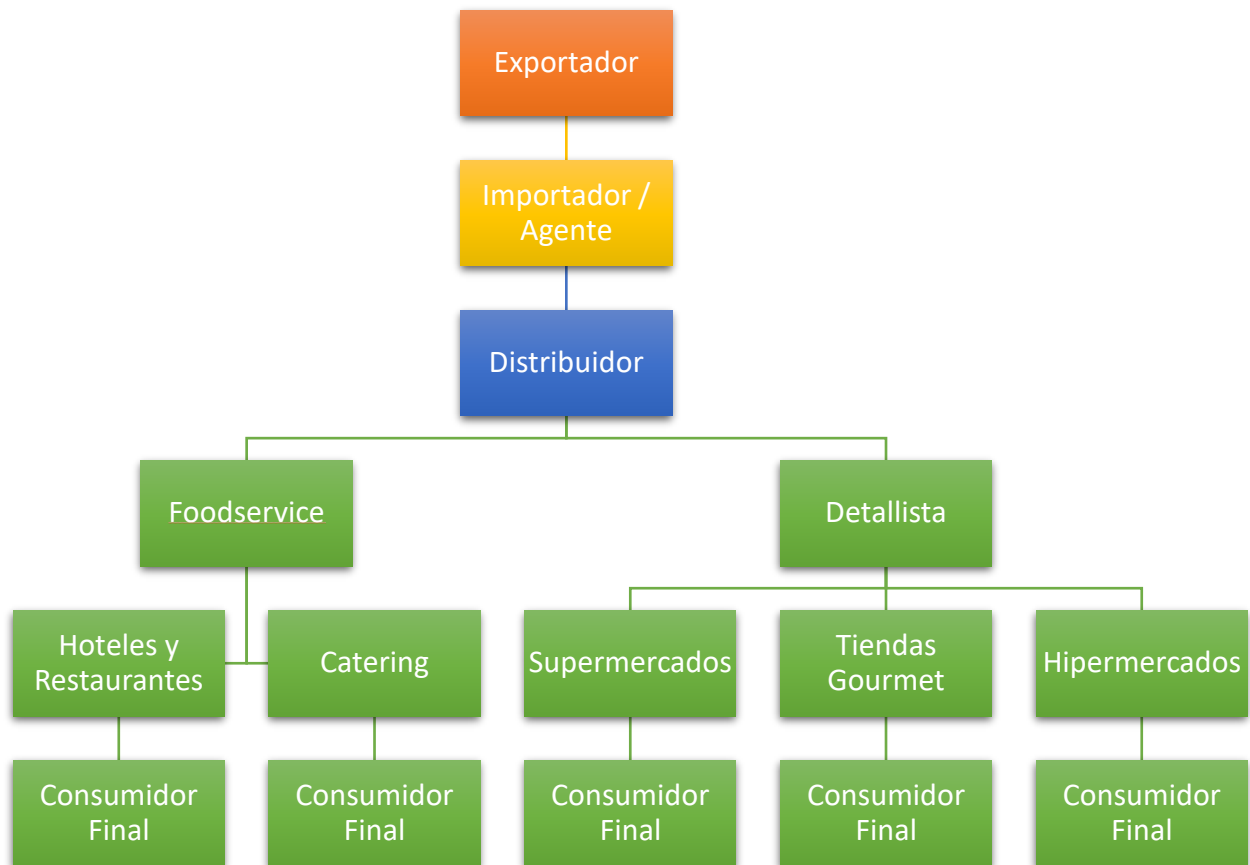 Exportador
Importador /
Agente
Distribuidor
Foodservice
Detallista
Hoteles y
Restaurantes
Catering
Supermercados
Tiendas
Gourmet
Hipermercados
Consumidor
Final
Consumidor
Final
Consumidor
Final
Consumidor
Final
Consumidor
Final